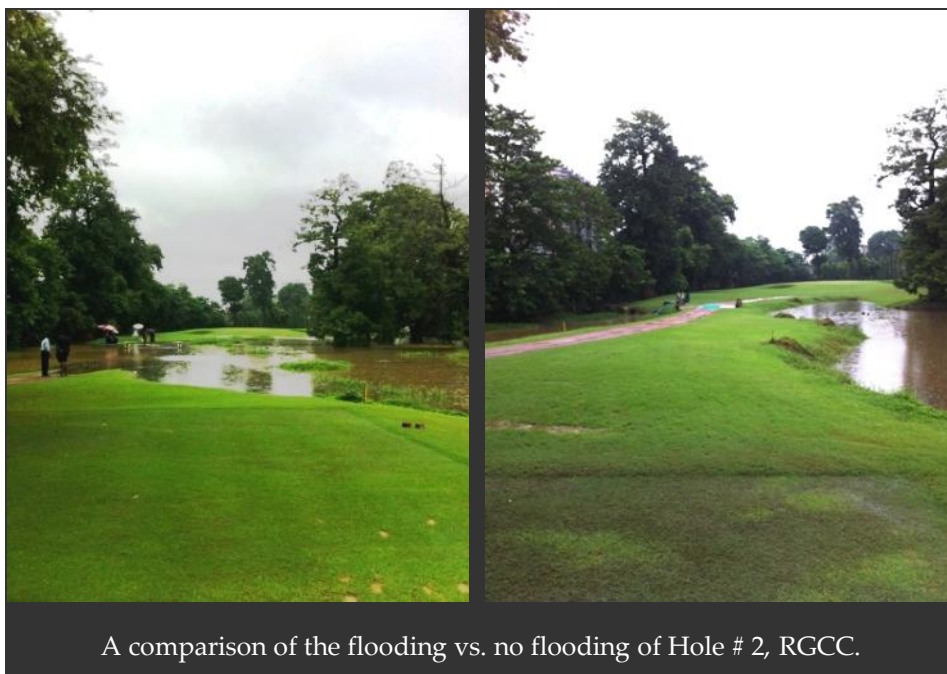 A comparison of the flooding vs. no flooding of Hole # 2, RGCC.